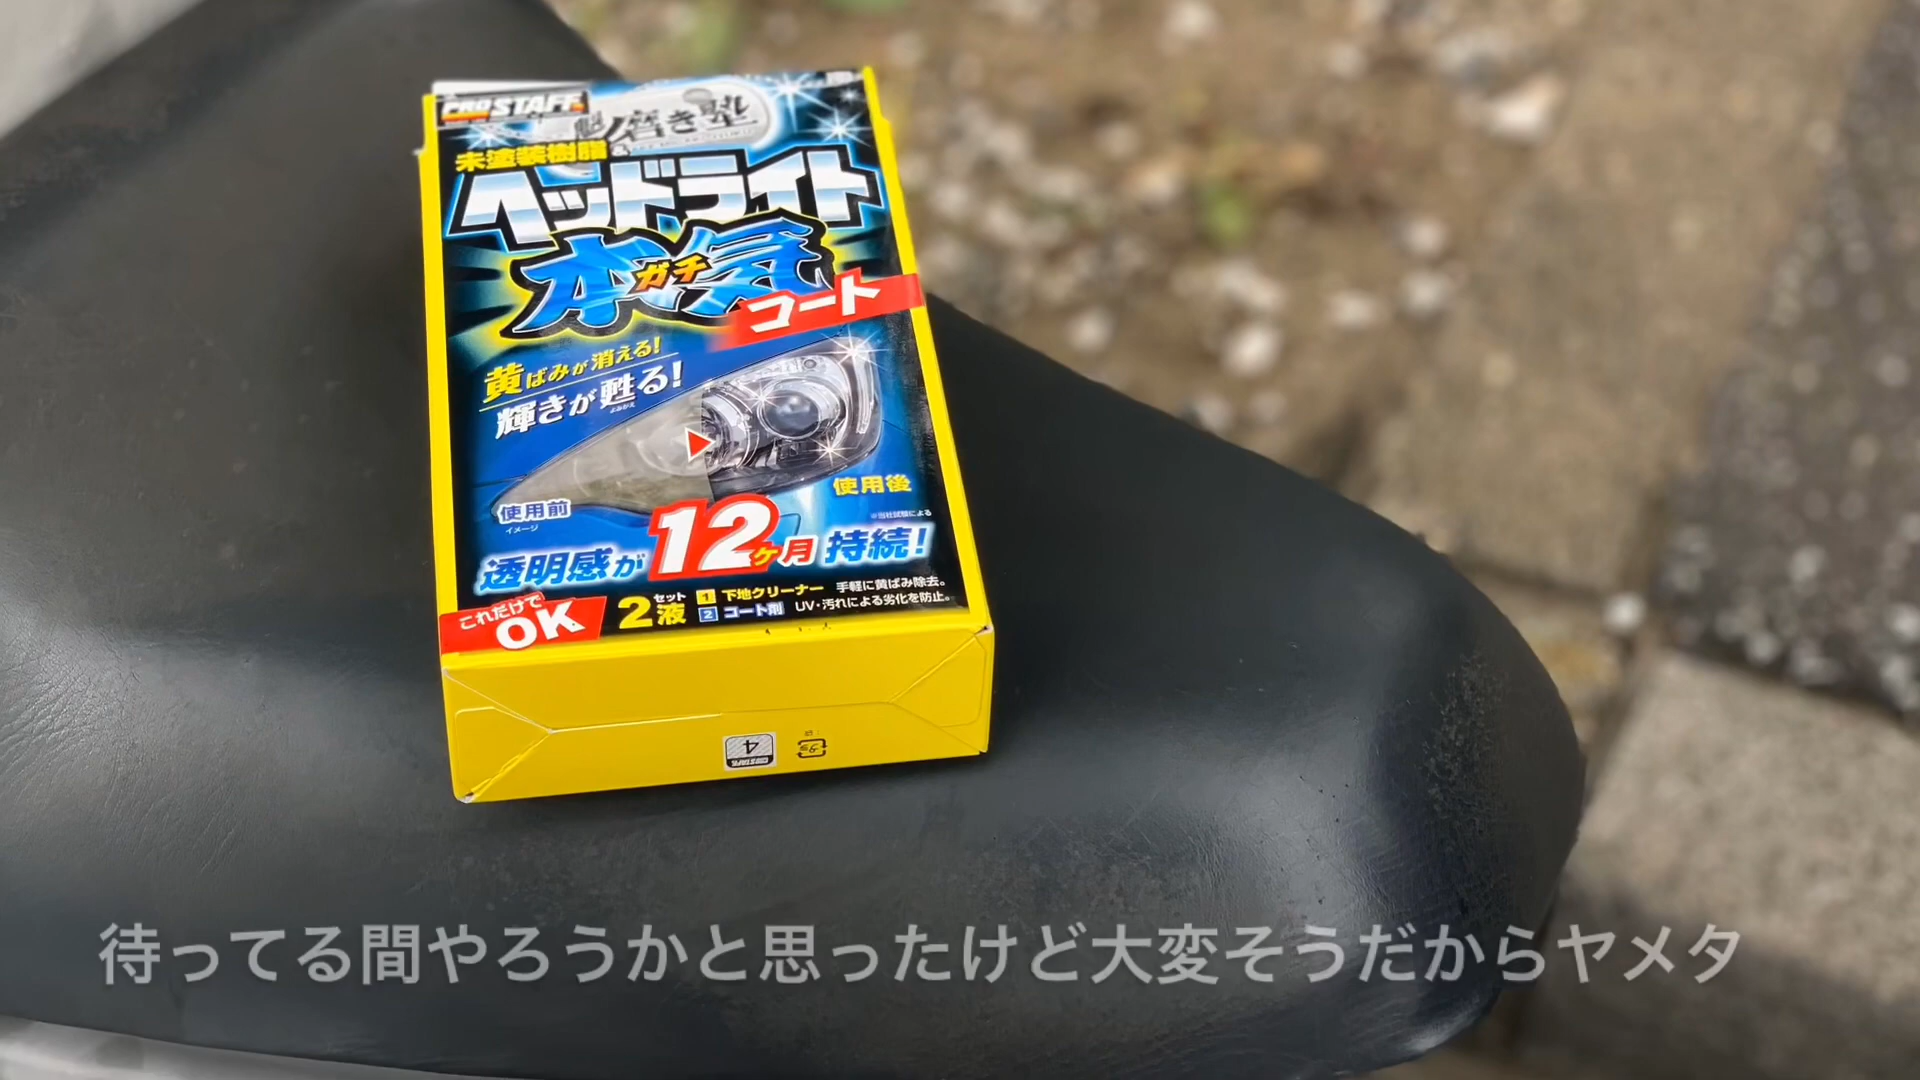 PRO STAFF
魁 磨き塾
未塗装樹脂&
ヘッドライト
本気
ガチ
コート
黄ばみが消える!
輝きが甦る!
よみがえ
使用前
イメージ
使用後
※当社試験による
透明感が12ヶ月持続!
これだけで
OK
2液
セット
1 下地クリーナー 手軽に黄ばみ除去。
2 コート剤 UV・汚れによる劣化を防止。
4
待ってる間やろうかと思ったけど大変そうだからヤメタ